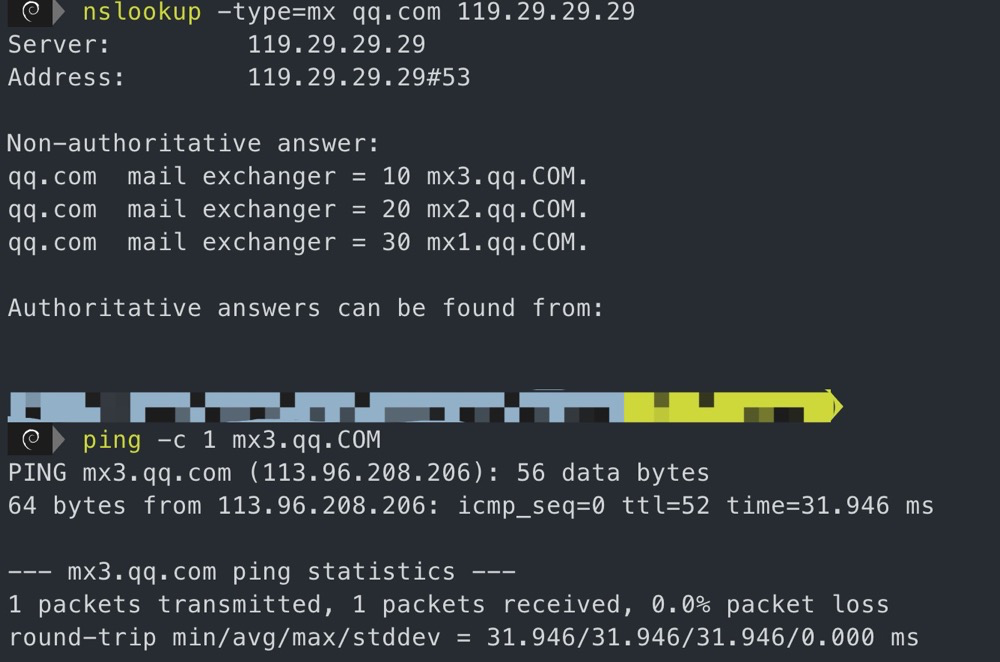 nslookup -type=mx qq.com 119.29.29.29
Server: 119.29.29.29
Address: 119.29.29.29#53
Non-authoritative answer:
qq.com mail exchanger = 10 mx3.qq.COM.
qq.com mail exchanger = 20 mx2.qq.COM.
qq.com mail exchanger = 30 mx1.qq.COM.
Authoritative answers can be found from:
ping -c 1 mx3.qq.COM
PING mx3.qq.com (113.96.208.206): 56 data bytes
64 bytes from 113.96.208.206: icmp_seq=0 ttl=52 time=31.946 ms
--- mx3.qq.com ping statistics ---
1 packets transmitted, 1 packets received, 0.0% packet loss
round-trip min/avg/max/stddev = 31.946/31.946/31.946/0.000 ms